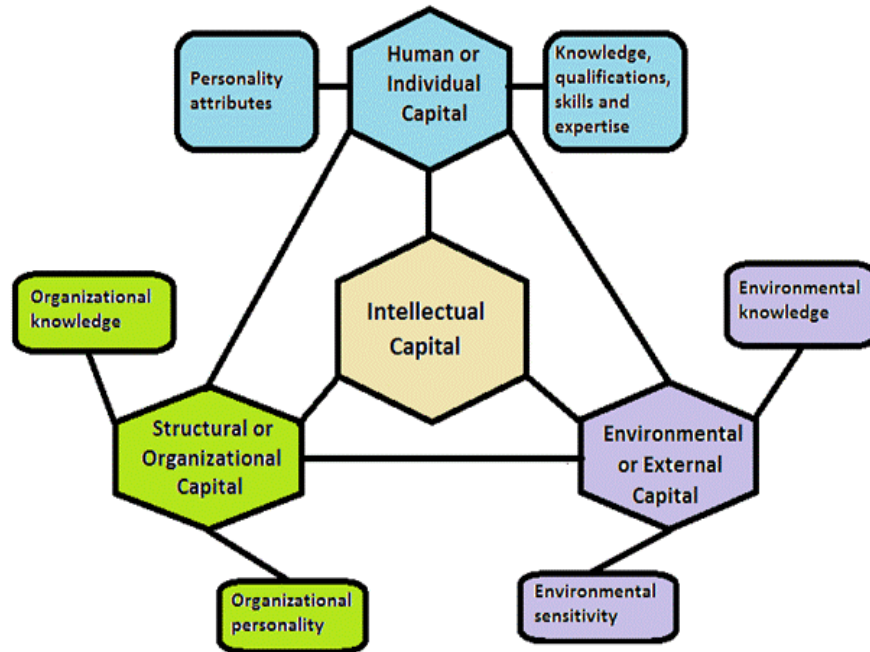 Personality
attributes
Human or
Individual
Capital
Knowledge,
qualifications,
skills and
expertise
Organizational
knowledge
Intellectual
Capital
Environmental
knowledge
Structural or
Organizational
Capital
Environmental
or External
Capital
Organizational
personality
Environmental
sensitivity